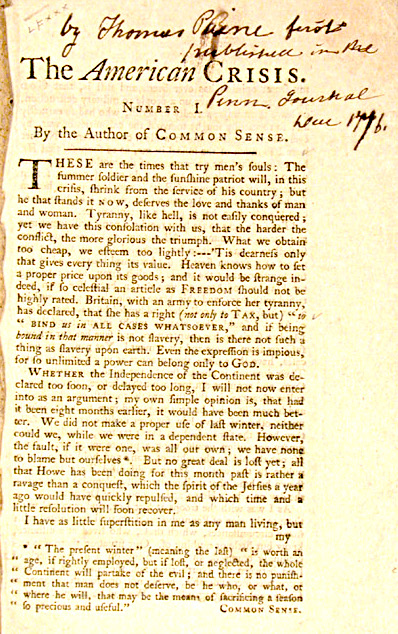 by Thomas Paine first
published in the
The American CRISIS.
Penn. Journal
NUMBER I.
Dec 1776.
By the Author of COMMON SENSE.
THESE are the times that try men's souls: The
ſummer soldier and the ſunſhine patriot will, in this
criſis, ſhrink from the ſervice of his country; but
he that ſtands it NOW, deſerves the love and thanks of man
and woman. Tyranny, like hell, is not eaſily conquered;
yet we have this conſolation with us, that the harder the
conflict, the more glorious the triumph. What we obtain
too cheap, we eſteem too lightly:---'Tis dearneſs only
that gives every thing its value. Heaven knows how to ſet
a proper price upon its goods; and it would be ſtrange in-
deed, if ſo celeſtial an article as FREEDOM ſhould not be
highly rated. Britain, with an army to enforce her tyranny,
has declared, that ſhe has a right (not only to TAX, but) "to
" BIND us in ALL CASES WHATSOEVER," and if being
bound in that manner is not ſlavery, then is there not ſuch a
thing as ſlavery upon earth. Even the expreſſion is impious,
for ſo unlimited a power can belong only to GOD.
WHETHER the Independence of the Continent was de-
clared too ſoon, or delayed too long, I will not now enter
into as an argument; my own ſimple opinion is, that had
it been eight months earlier, it would have been much bet-
ter. We did not make a proper uſe of laſt winter, neither
could we, while we were in a dependent ſtate. However,
the fault, if it were one, was all our own; we have none
to blame but ourſelves*. But no great deal is loſt yet; all
that Howe has been doing for this month paſt is rather a
ravage than a conqueſt, which the ſpirit of the Jerſies a year
ago would have quickly repulſed, and which time and a
little reſolution will ſoon recover.
I have as little ſuperſtition in me as any man living, but
my
* " The preſent winter" (meaning the laſt) " is worth an
" age, if rightly employed, but if loſt, or neglected, the whole
" Continent will partake of the evil; and there is no puniſh-
" ment that man does not deſerve, be he who, or what, or
" where he will, that may be the means of ſacrificing a ſeaſon
" ſo precious and uſeful." COMMON SENSE.